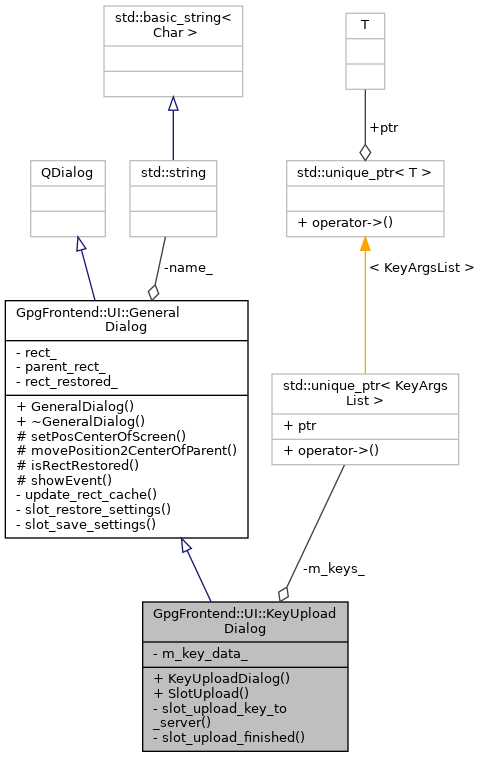 std::basic_string<
Char >
T
+ptr
QDialog
std::string
std::unique_ptr< T >
+ operator->()
-name_
< KeyArgsList >
GpgFrontend::UI::General
Dialog
- rect_
- parent_rect_
- rect_restored_
+ GeneralDialog()
+ ~GeneralDialog()
# setPosCenterOfScreen()
# movePosition2CenterOfParent()
# isRectRestored()
# showEvent()
- update_rect_cache()
- slot_restore_settings()
- slot_save_settings()
std::unique_ptr< KeyArgs
List >
+ ptr
+ operator->()
-m_keys_
GpgFrontend::UI::KeyUpload
Dialog
- m_key_data_
+ KeyUploadDialog()
+ SlotUpload()
- slot_upload_key_to
_server()
- slot_upload_finished()